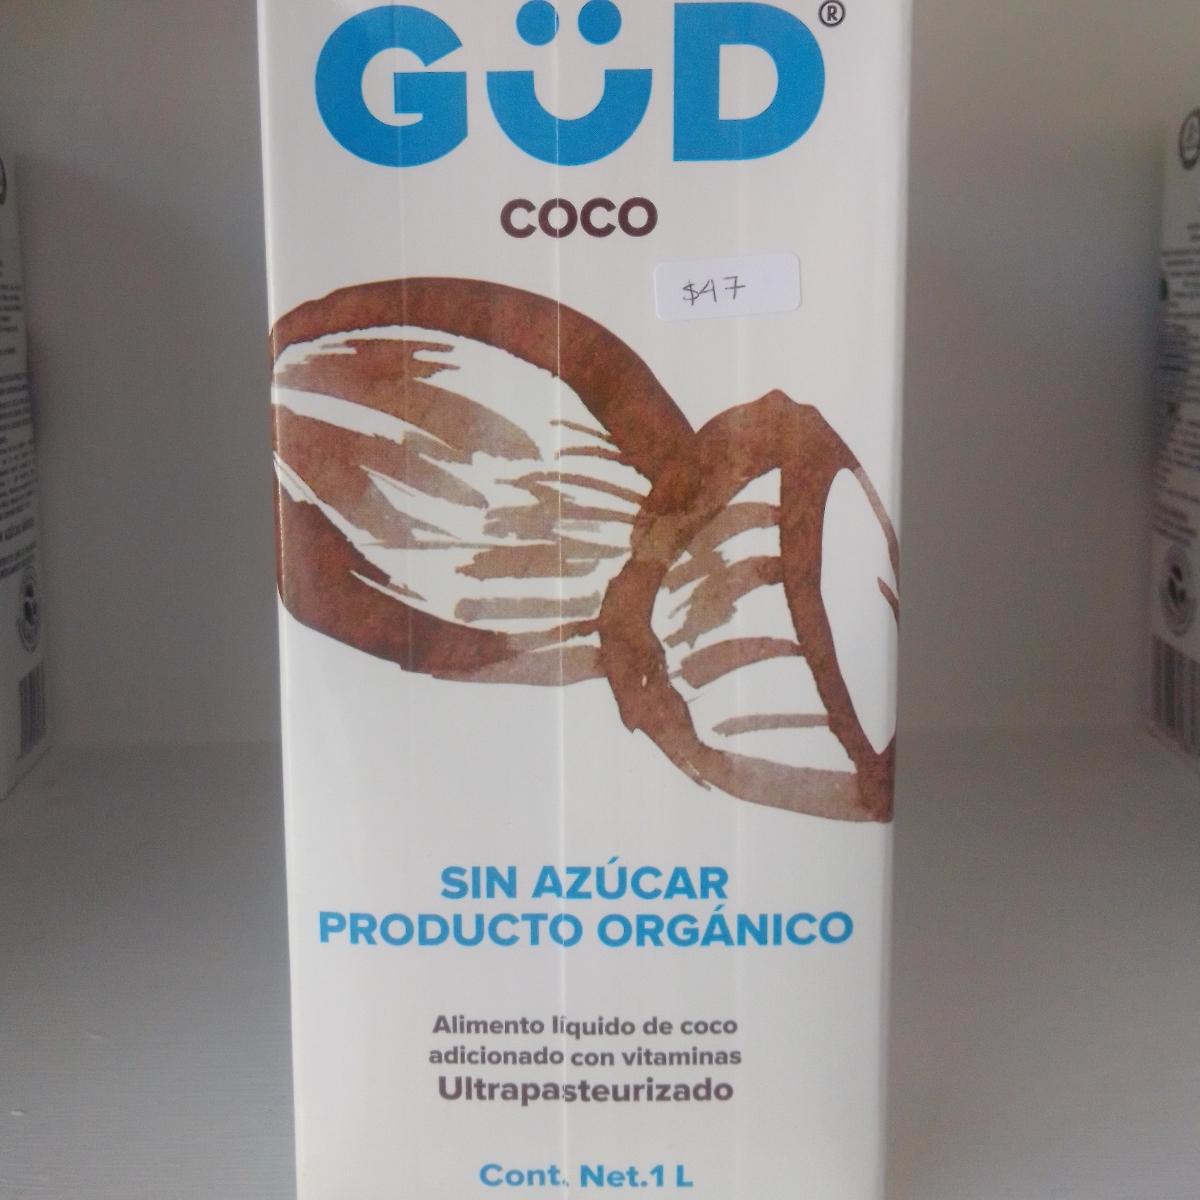 GÜD®
COCO
$47
SIN AZÚCAR
PRODUCTO ORGÁNICO
Alimento líquido de coco
adicionado con vitaminas
Ultrapasteurizado
Cont. Net.1 L